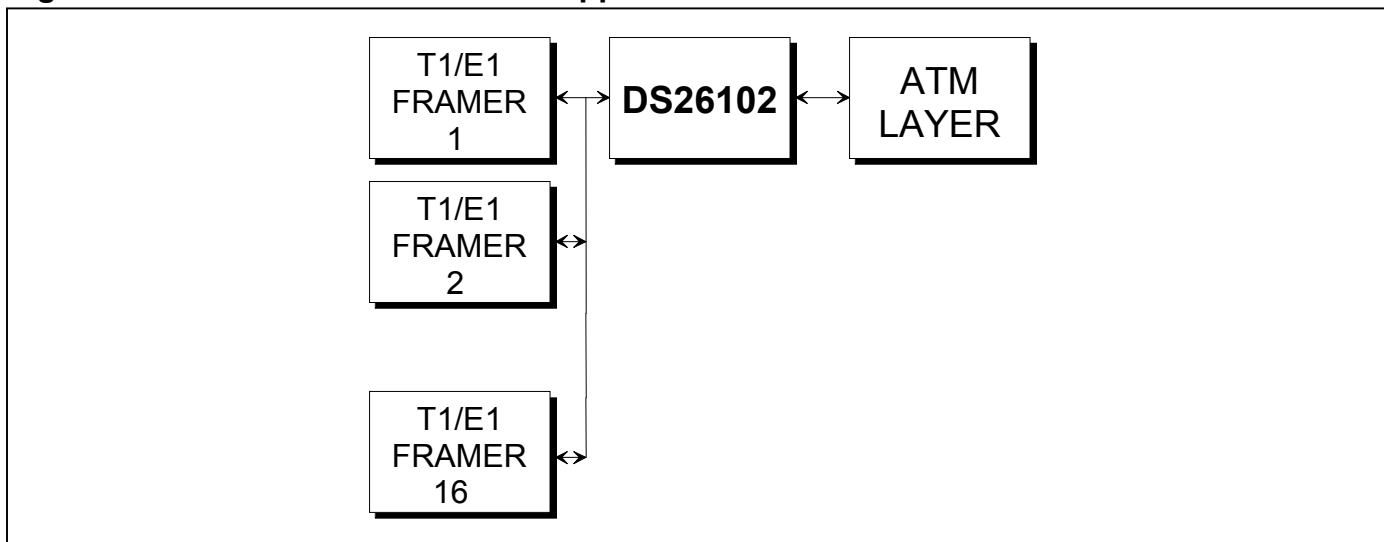 T1/E1
FRAMER
1
DS26102
ATM
LAYER
T1/E1
FRAMER
2
T1/E1
FRAMER
16